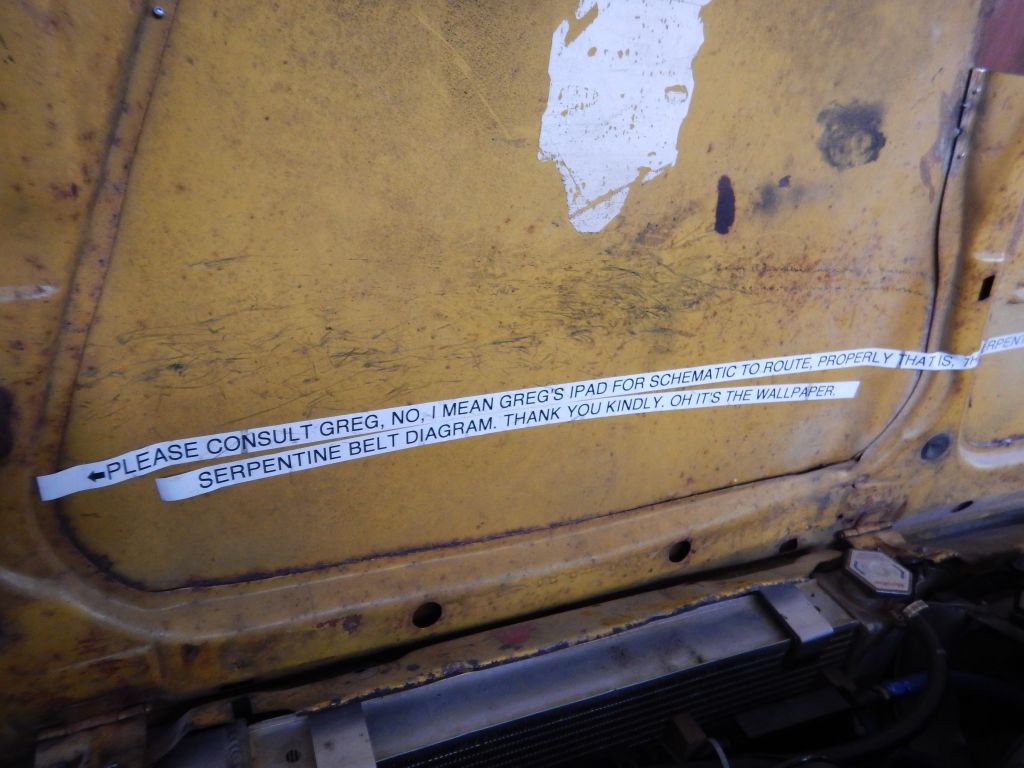 ←PLEASE CONSULT GREG, NO, I MEAN GREG'S IPAD FOR SCHEMATIC TO ROUTE, PROPERLY THAT IS,
SERPENTINE BELT DIAGRAM. THANK YOU KINDLY. OH IT'S THE WALLPAPER.